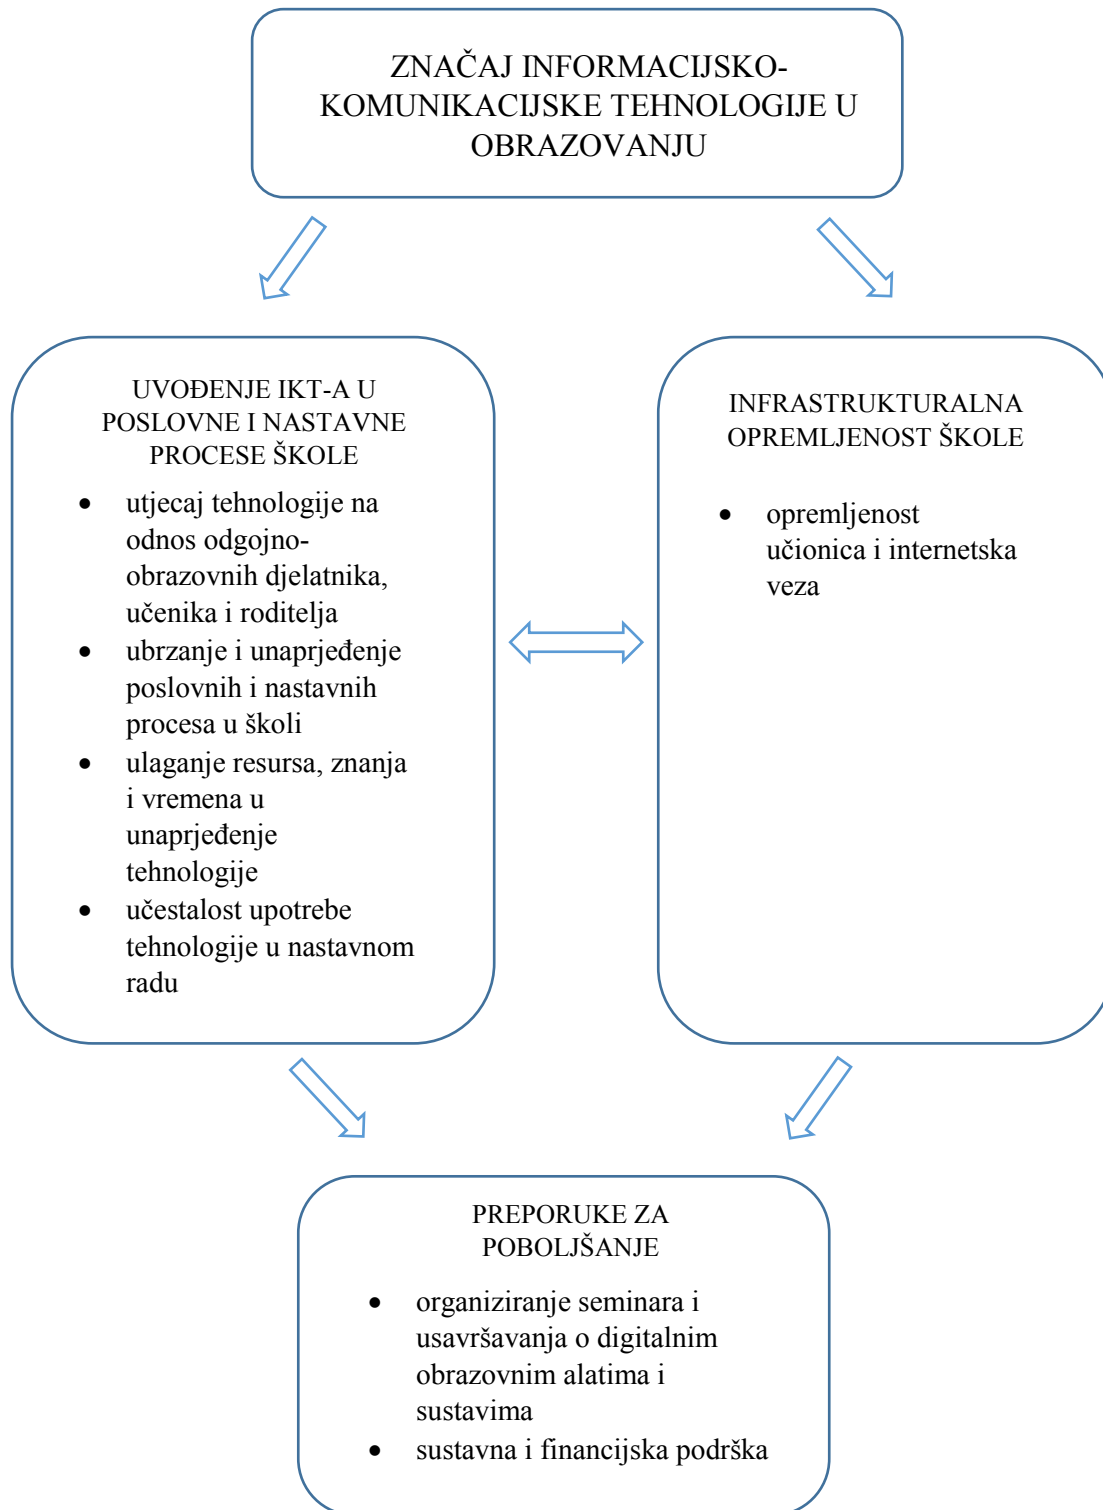 ZNAČAJ INFORMACIJSKO-
KOMUNIKACIJSKE TEHNOLOGIJE U
OBRAZOVANJU
UVOĐENJE IKT-A U
POSLOVNE I NASTAVNE
PROCESE ŠKOLE
• utjecaj tehnologije na
odnos odgojno-
obrazovnih djelatnika,
učenika i roditelja
• ubrzanje i unaprjeđenje
poslovnih i nastavnih
procesa u školi
• ulaganje resursa, znanja
i vremena u
unaprjeđenje
tehnologije
• učestalost upotrebe
tehnologije u nastavnom
radu
INFRASTRUKTURALNA
OPREMLJENOST ŠKOLE
• opremljenost
učionica i internetska
veza
PREPORUKE ZA
POBOLJŠANJE
• organiziranje seminara i
usavršavanja o digitalnim
obrazovnim alatima i
sustavima
• sustavna i financijska podrška